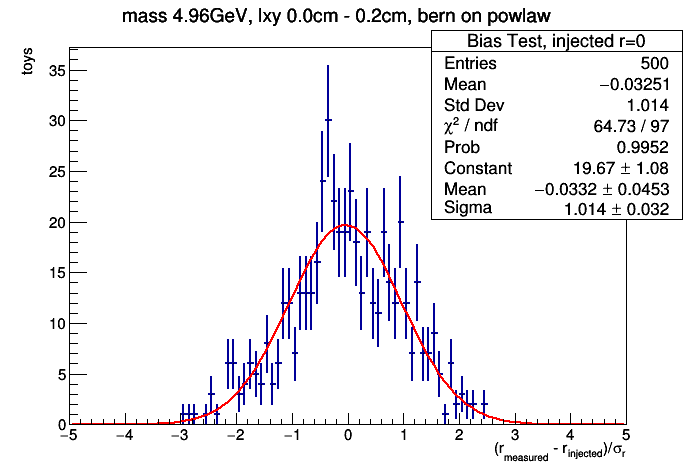 mass 4.96GeV, lxy 0.0cm - 0.2cm, bern on powlaw
Bias Test, injected r=0
Entries 500
Mean −0.03251
Std Dev 1.014
χ² / ndf 64.73 / 97
Prob 0.9952
Constant 19.67 ± 1.08
Mean −0.0332 ± 0.0453
Sigma 1.014 ± 0.032
toys
35
30
25
20
15
10
5
0
−5 −4 −3 −2 −1 0 1 2 3 4 5
(r_measured - r_injected)/σ_r